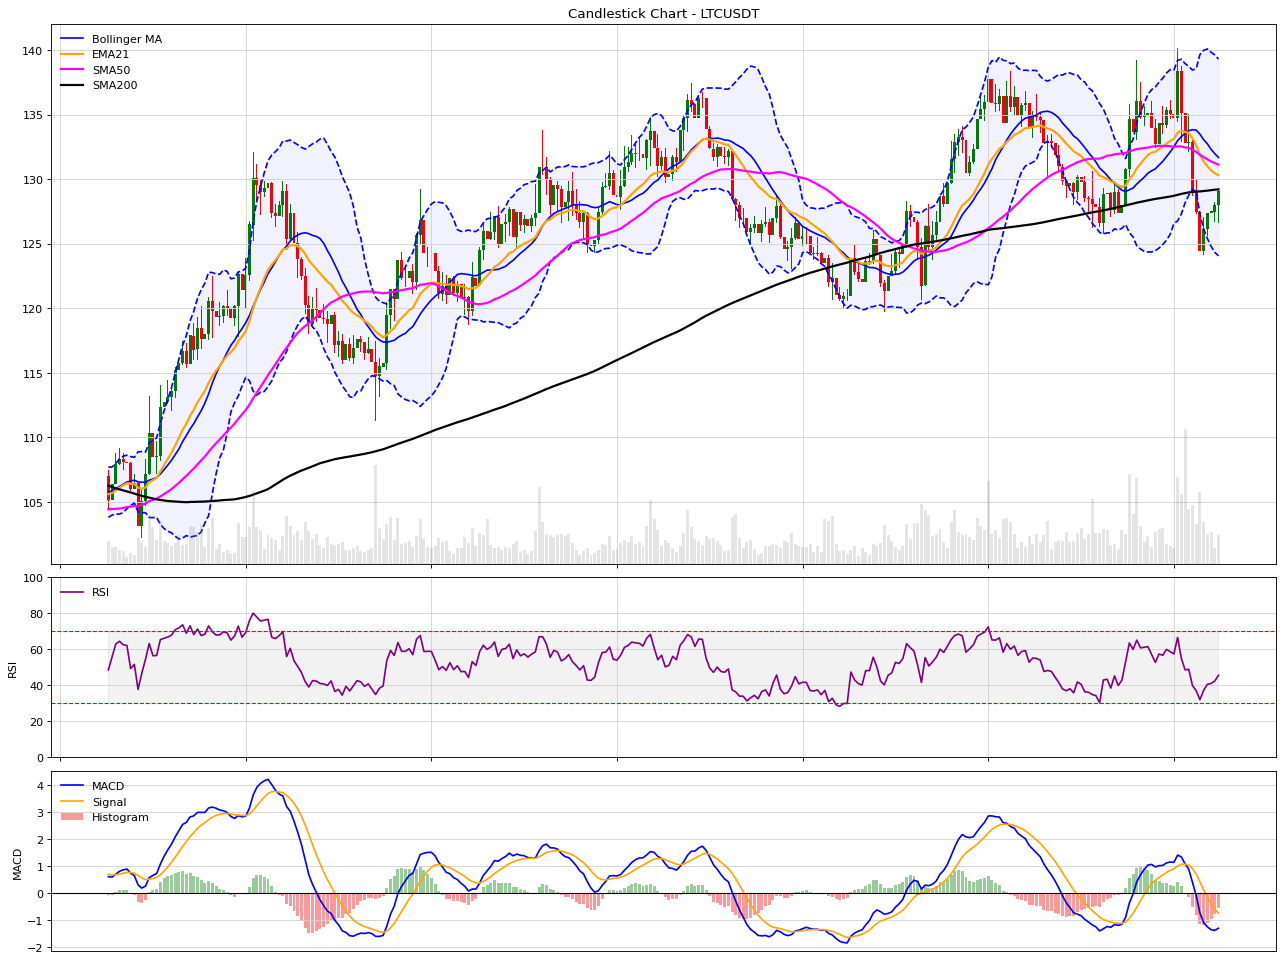 Candlestick Chart - LTCUSDT
Bollinger MA
EMA21
SMA50
SMA200
140
135
130
125
120
115
110
105
RSI
100
80
60
40
20
0
RSI
MACD
Signal
Histogram
4
3
2
1
0
−1
−2
MACD